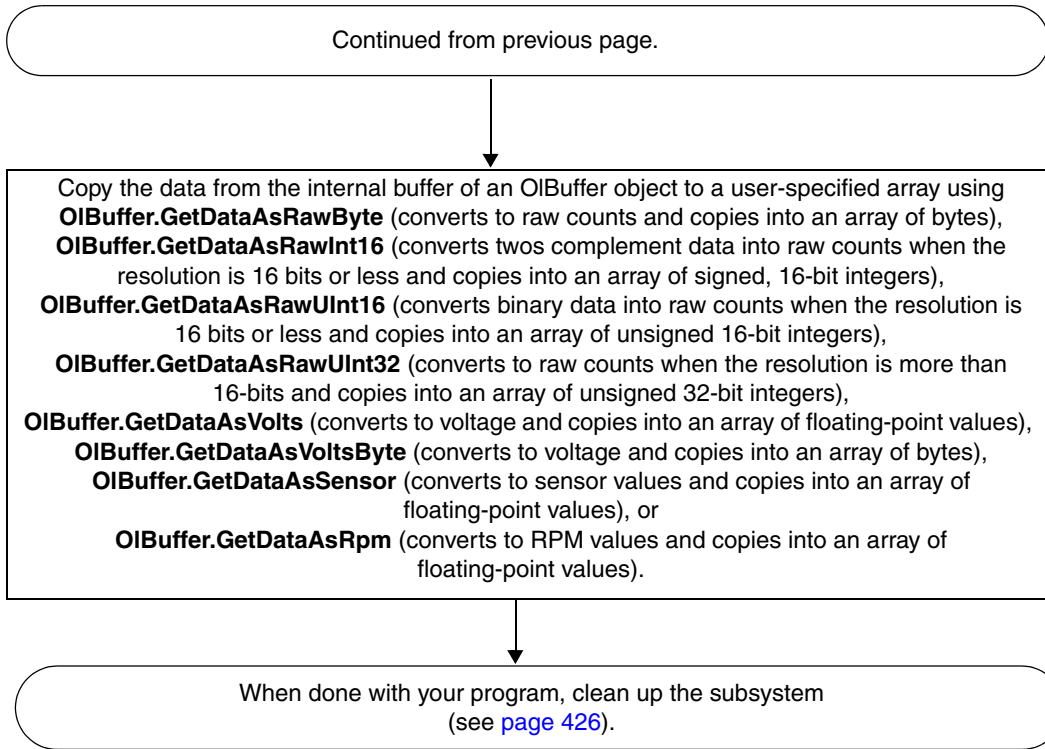 Continued from previous page.
Copy the data from the internal buffer of an OlBuffer object to a user-specified array using
OlBuffer.GetDataAsRawByte (converts to raw counts and copies into an array of bytes),
OlBuffer.GetDataAsRawInt16 (converts twos complement data into raw counts when the
resolution is 16 bits or less and copies into an array of signed, 16-bit integers),
OlBuffer.GetDataAsRawUInt16 (converts binary data into raw counts when the resolution is
16 bits or less and copies into an array of unsigned 16-bit integers),
OlBuffer.GetDataAsRawUInt32 (converts to raw counts when the resolution is more than
16-bits and copies into an array of unsigned 32-bit integers),
OlBuffer.GetDataAsVolts (converts to voltage and copies into an array of floating-point values),
OlBuffer.GetDataAsVoltsByte (converts to voltage and copies into an array of bytes),
OlBuffer.GetDataAsSensor (converts to sensor values and copies into an array of
floating-point values), or
OlBuffer.GetDataAsRpm (converts to RPM values and copies into an array of
floating-point values).
When done with your program, clean up the subsystem
(see page 426).